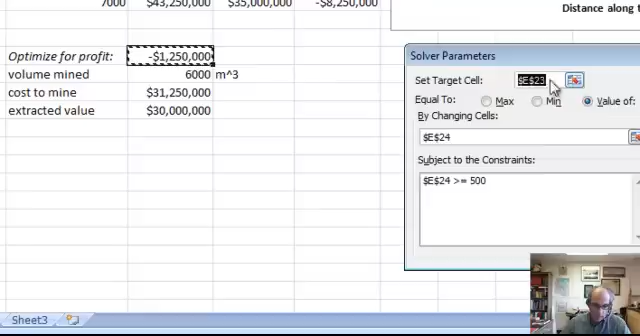 7000 $43,250,000 $35,000,000 -$8,250,000
Distance along t
Optimize for profit: -$1,250,000
volume mined 6000 m^3
cost to mine $31,250,000
extracted value $30,000,000
Solver Parameters
Set Target Cell: $E$23
Equal To: Max Min Value of:
By Changing Cells:
$E$24
Subject to the Constraints:
$E$24 >= 500
Sheet3